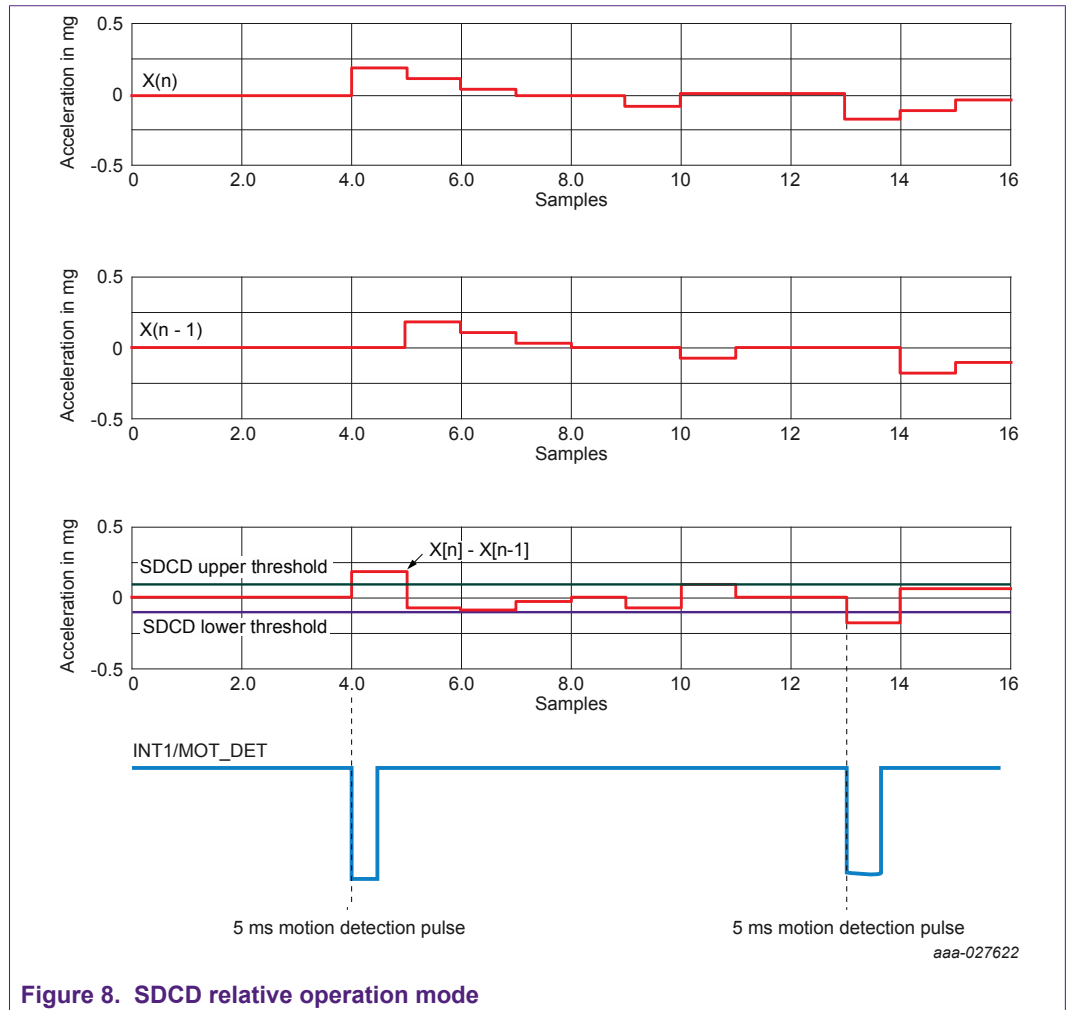 Acceleration in mg
0.5
0
-0.5
X(n)
0 2.0 4.0 6.0 8.0 10 12 14 16
Samples
Acceleration in mg
0.5
0
-0.5
X(n - 1)
0 2.0 4.0 6.0 8.0 10 12 14 16
Samples
Acceleration in mg
0.5
0
-0.5
X[n] - X[n-1]
SDCD upper threshold
SDCD lower threshold
0 2.0 4.0 6.0 8.0 10 12 14 16
Samples
INT1/MOT_DET
5 ms motion detection pulse 5 ms motion detection pulse
aaa-027622
Figure 8. SDCD relative operation mode